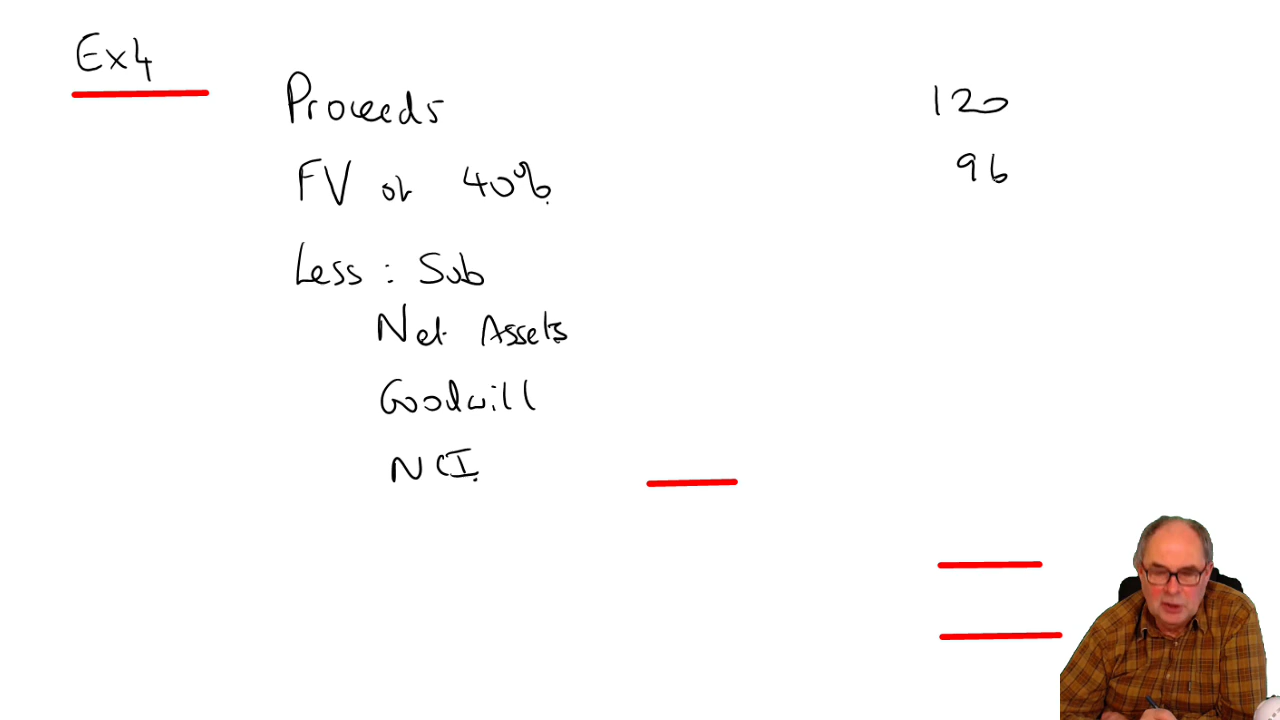 Ex4
Proceeds 120
FV of 40% 96
Less : Sub
Net Assets
Goodwill
NCI